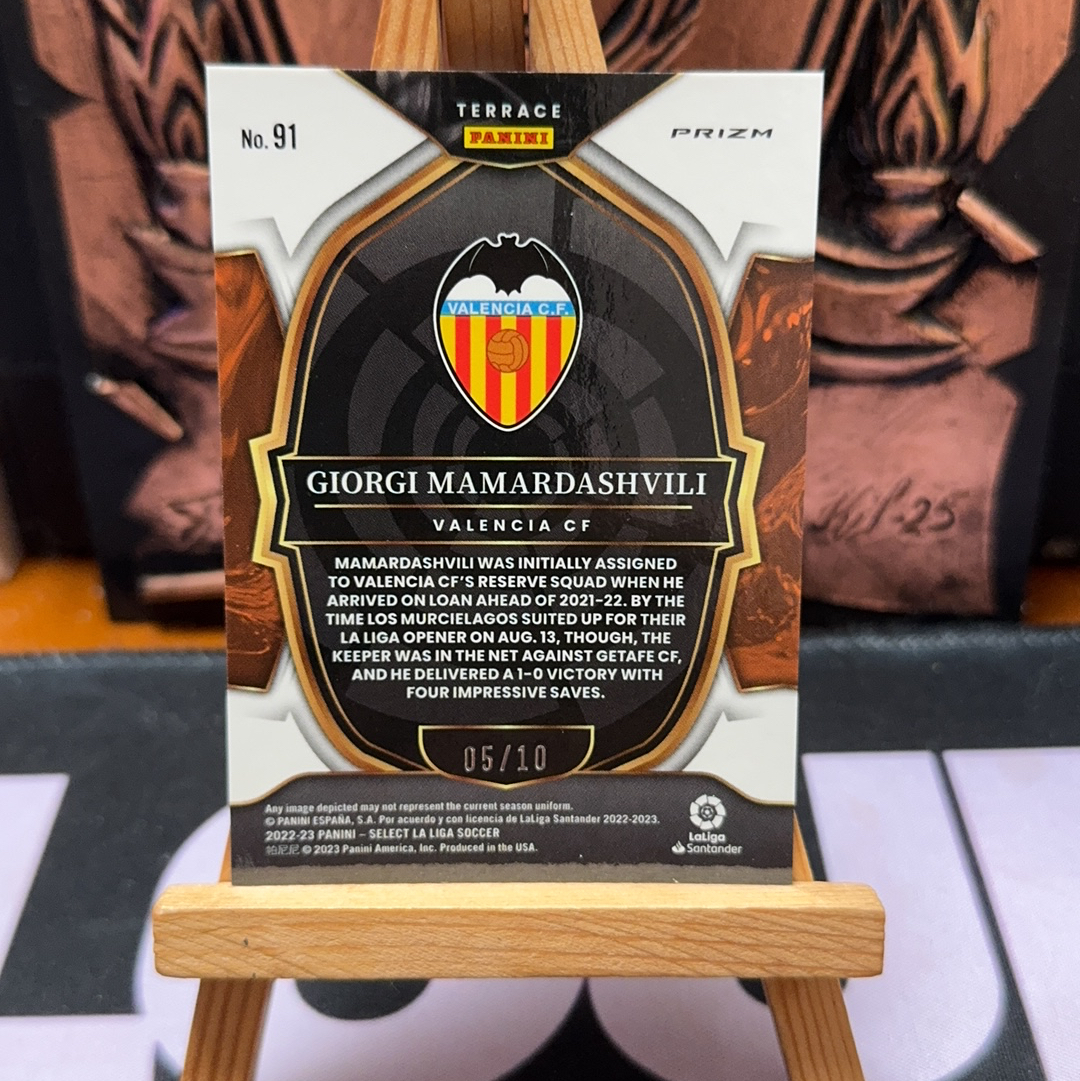 TERRACE
PANINI
No. 91
PRIZM
VALENCIA C.F.
GIORGI MAMARDASHVILI
VALENCIA CF
MAMARDASHVILI WAS INITIALLY ASSIGNED
TO VALENCIA CF'S RESERVE SQUAD WHEN HE
ARRIVED ON LOAN AHEAD OF 2021-22. BY THE
TIME LOS MURCIELAGOS SUITED UP FOR THEIR
LA LIGA OPENER ON AUG. 13, THOUGH, THE
KEEPER WAS IN THE NET AGAINST GETAFE CF,
AND HE DELIVERED A 1-0 VICTORY WITH
FOUR IMPRESSIVE SAVES.
05/10
Any image depicted may not represent the current season uniform.
© PANINI ESPAÑA, S.A. Por acuerdo y con licencia de LaLiga Santander 2022-2023.
2022-23 PANINI – SELECT LA LIGA SOCCER
帕尼尼 © 2023 Panini America, Inc. Produced in the USA.
LaLiga
Santander